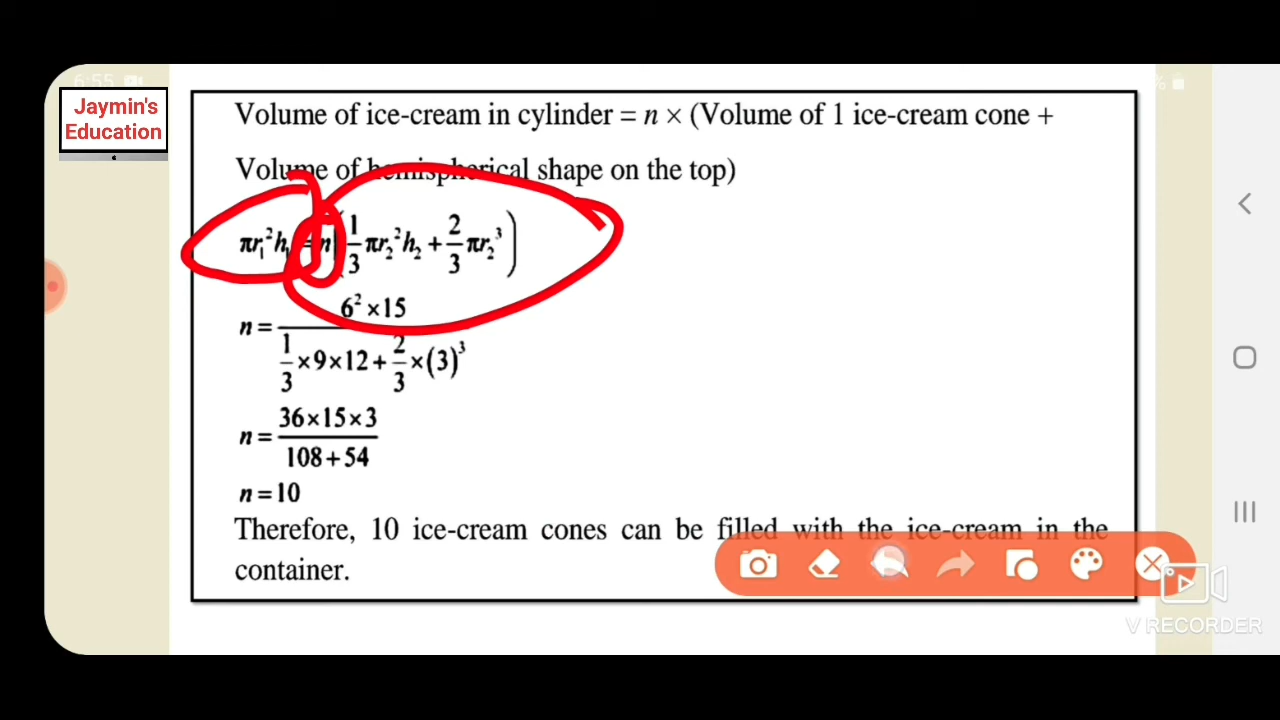 6:55
Jaymin's
Education
Volume of ice-cream in cylinder = n × (Volume of 1 ice-cream cone +
Volume of hemispherical shape on the top)
πr₁²h₁ = n(1/3 πr₂²h₂ + 2/3 πr₂³)
n = 6² × 15 / (1/3 × 9 × 12 + 2/3 × (3)³)
n = 36 × 15 × 3 / (108 + 54)
n = 10
Therefore, 10 ice-cream cones can be filled with the ice-cream in the
container.
%
V RECORDER